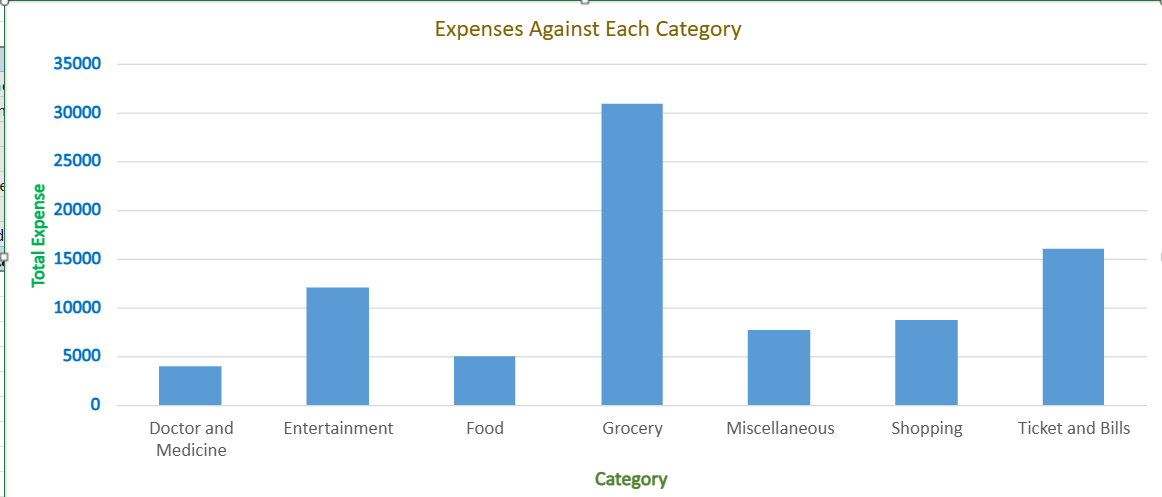 Expenses Against Each Category
35000
30000
25000
20000
15000
10000
5000
0
Total Expense
Doctor and
Medicine
Entertainment
Food
Grocery
Miscellaneous
Shopping
Ticket and Bills
Category